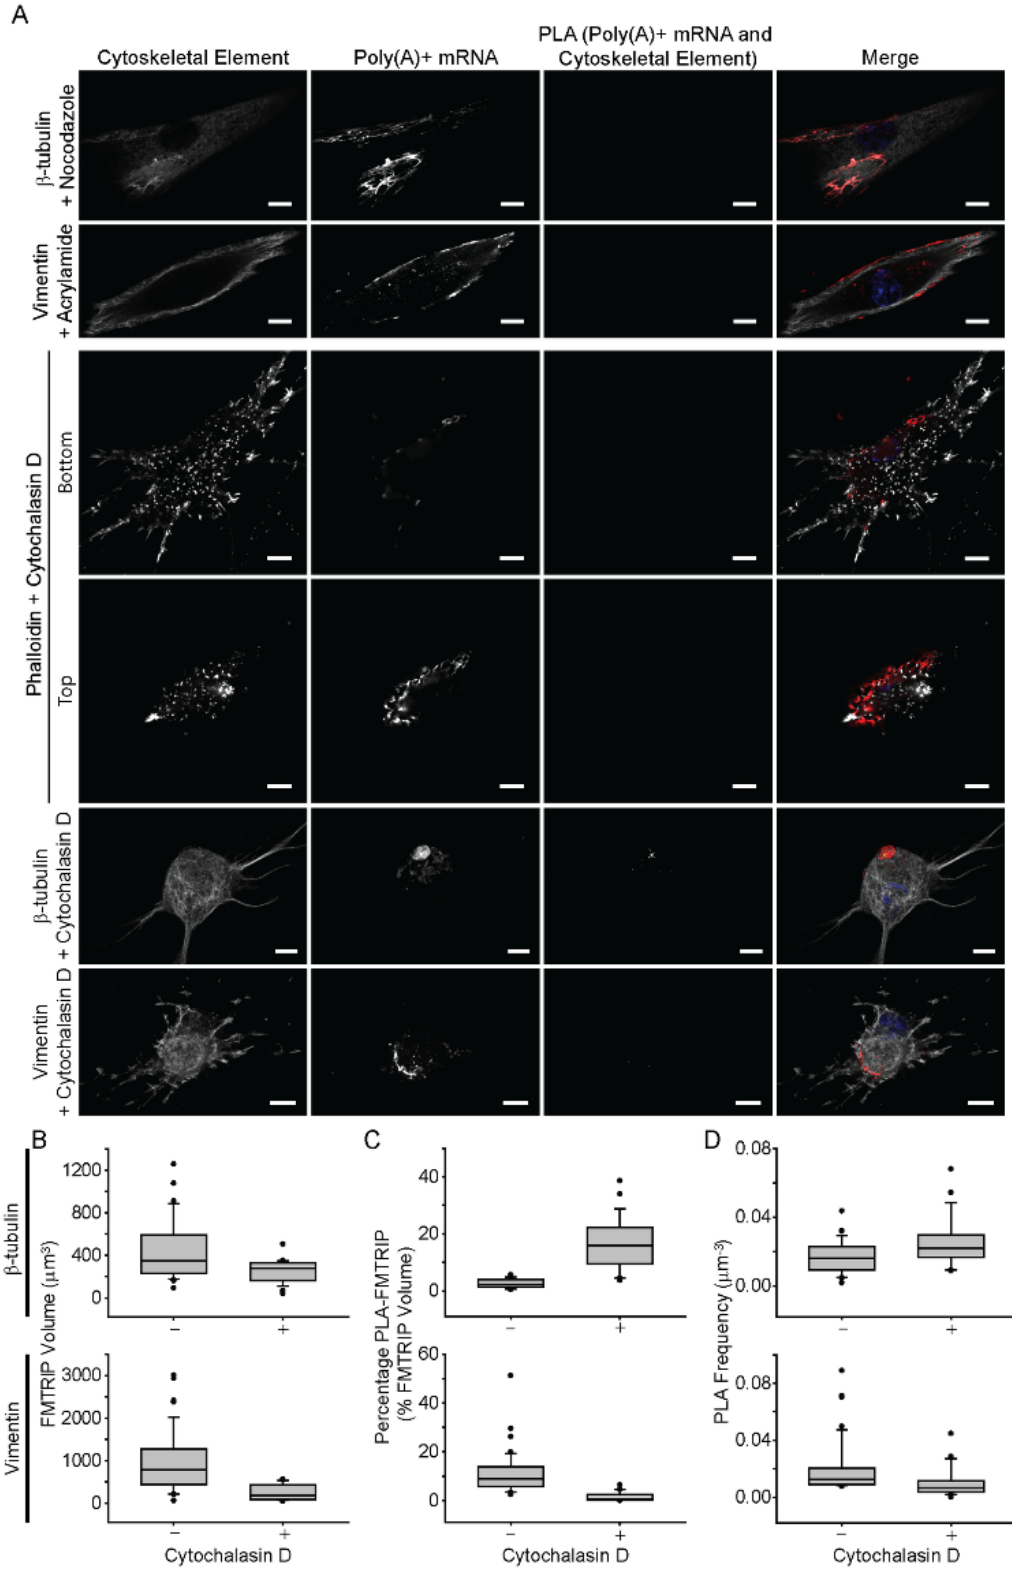 A
Cytoskeletal Element
Poly(A)+ mRNA
PLA (Poly(A)+ mRNA and
Cytoskeletal Element)
Merge
β-tubulin
+ Nocodazole
Vimentin
+ Acrylamide
Phalloidin + Cytochalasin D
Bottom
Top
β-tubulin
+ Cytochalasin D
Vimentin
+ Cytochalasin D
B
C
D
β-tubulin
Vimentin
FMTRIP Volume (µm³)
1200
800
400
0
− +
3000
2000
1000
0
− +
Cytochalasin D
Percentage PLA-FMTRIP
(% FMTRIP Volume)
40
20
0
− +
60
40
20
0
− +
Cytochalasin D
PLA Frequency (µm⁻³)
0.08
0.04
0.00
− +
0.08
0.04
0.00
− +
Cytochalasin D